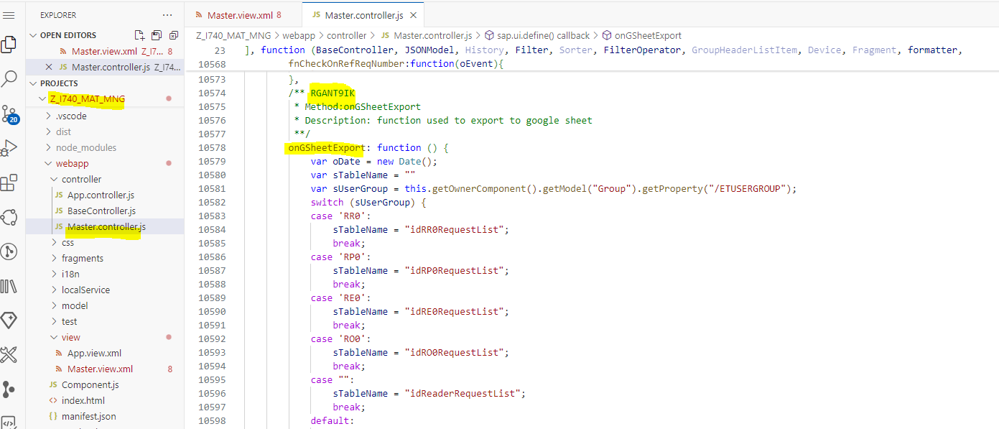 EXPLORER
OPEN EDITORS
Master.view.xml Z_I7... 8
Master.controller.js Z_I74...
PROJECTS
Z_I740_MAT_MNG
.vscode
dist
node_modules
webapp
controller
App.controller.js
BaseController.js
Master.controller.js
css
fragments
i18n
localService
model
test
view
App.view.xml
Master.view.xml 8
Component.js
index.html
manifest.json
20
Master.view.xml 8
JS Master.controller.js
Z_I740_MAT_MNG > webapp > controller > JS Master.controller.js > sap.ui.define() callback > onGSheetExport
23 ], function (BaseController, JSONModel, History, Filter, Sorter, FilterOperator, GroupHeaderListItem, Device, Fragment, formatter,
10568 fnCheckOnRefReqNumber:function(oEvent){
10573 },
10574 /** RGANT9IK
10575 * Method:onGSheetExport
10576 * Description: function used to export to google sheet
10577 **/
10578 onGSheetExport: function () {
10579 var oDate = new Date();
10580 var sTableName = ""
10581 var sUserGroup = this.getOwnerComponent().getModel("Group").getProperty("/ETUSERGROUP");
10582 switch (sUserGroup) {
10583 case 'RR0':
10584 sTableName = "idRR0RequestList";
10585 break;
10586 case 'RP0':
10587 sTableName = "idRP0RequestList";
10588 break;
10589 case 'RE0':
10590 sTableName = "idRE0RequestList";
10591 break;
10592 case 'RO0':
10593 sTableName = "idRO0RequestList";
10594 break;
10595 case "":
10596 sTableName = "idReaderRequestList";
10597 break;
10598 default: